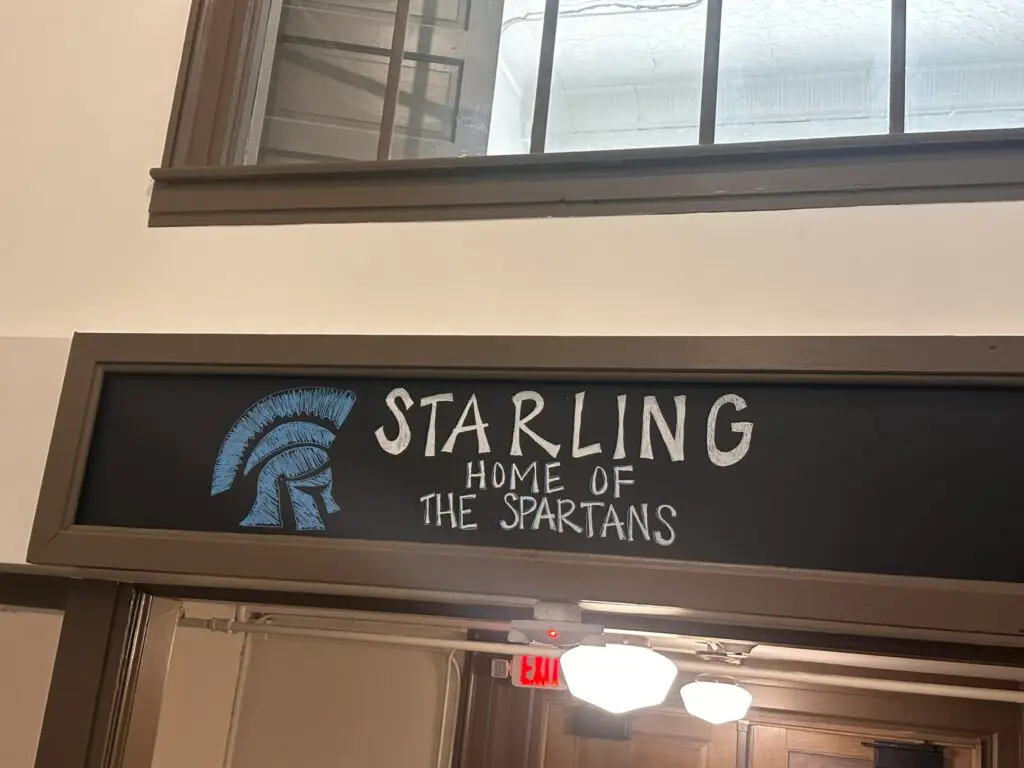 STARLING
HOME OF
THE SPARTANS
EXIT